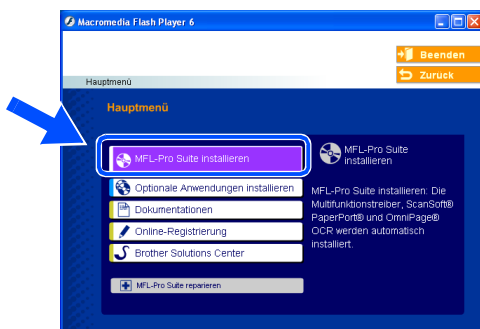 Macromedia Flash Player 6
Beenden
Zurück
Hauptmenü
Hauptmenü
MFL-Pro Suite installieren
Optionale Anwendungen installieren
Dokumentationen
Online-Registrierung
Brother Solutions Center
MFL-Pro Suite reparieren
MFL-Pro Suite
installieren
MFL-Pro Suite installieren: Die
Multifunktionstreiber, ScanSoft®
PaperPort® und OmniPage®
OCR werden automatisch
installiert.